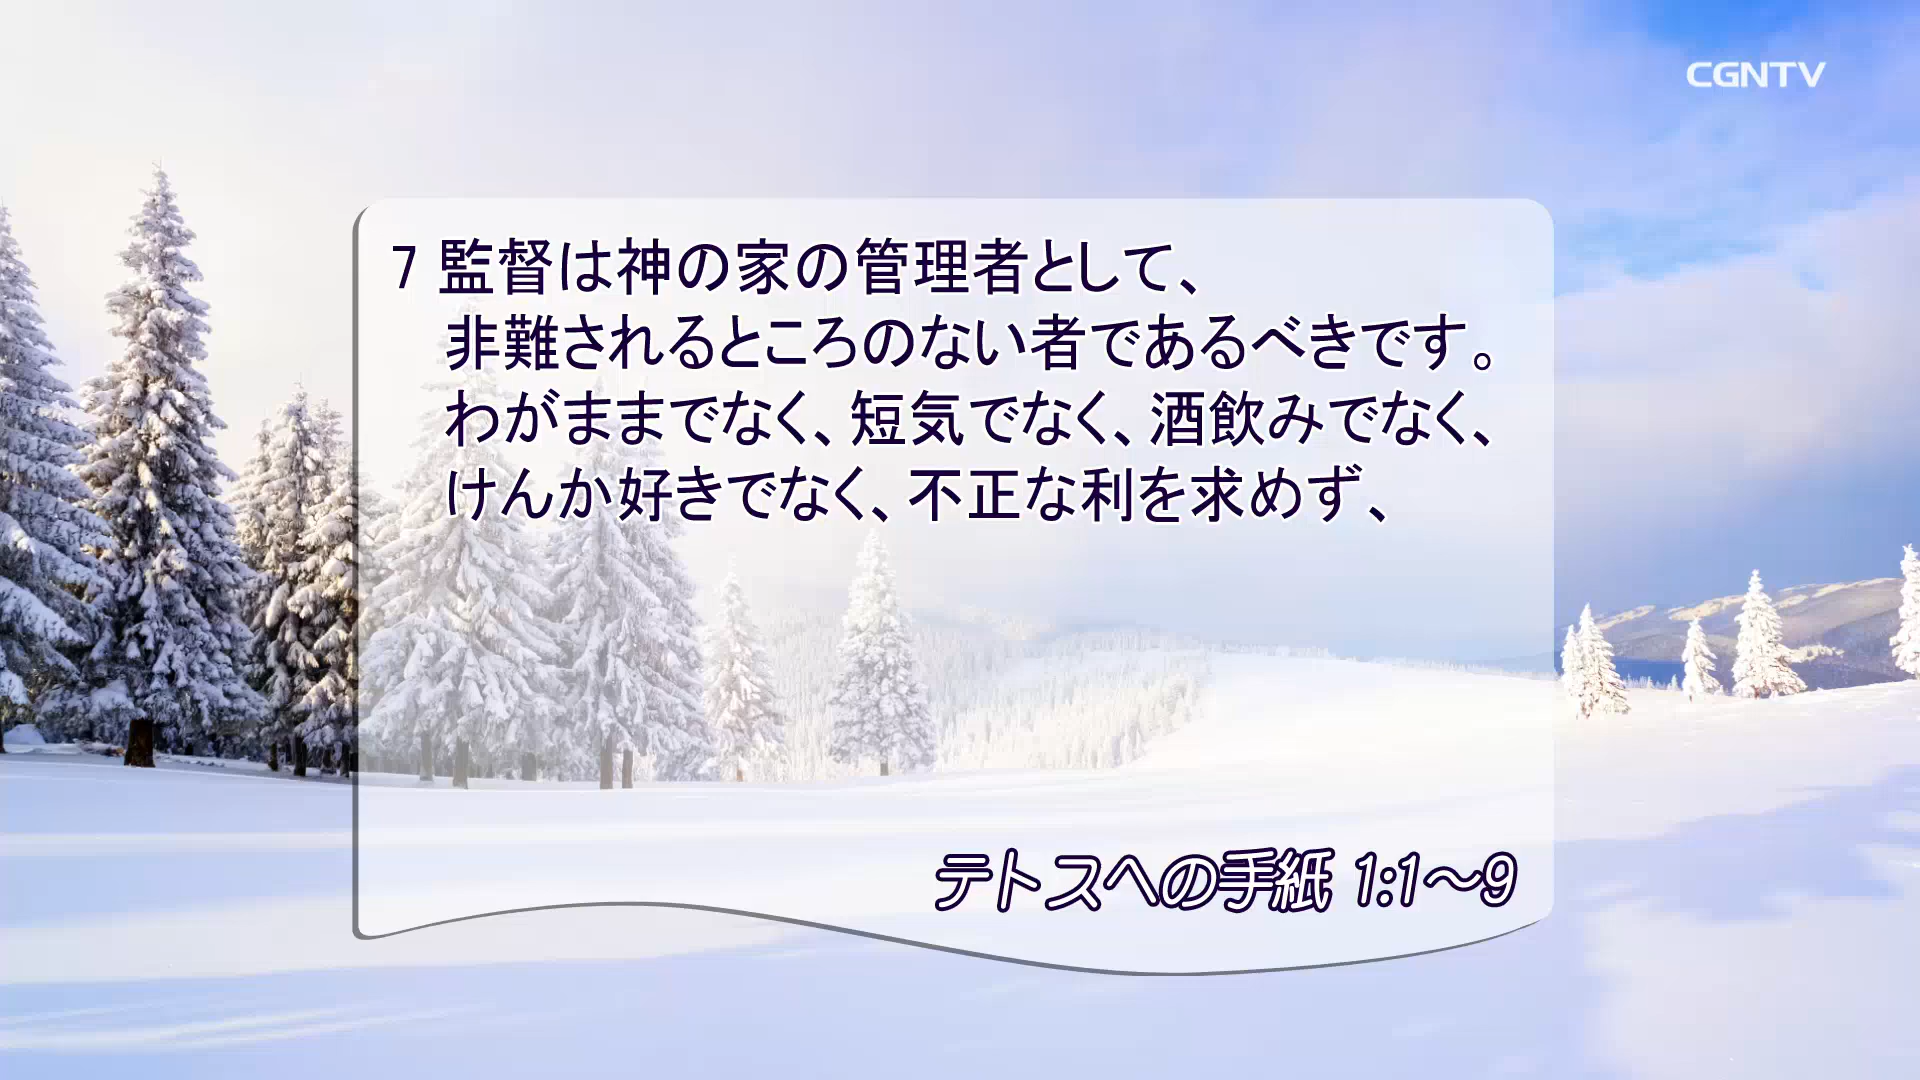 CGNTV
7 監督は神の家の管理者として、
非難されるところのない者であるべきです。
わがままでなく、短気でなく、酒飲みでなく、
けんか好きでなく、不正な利を求めず、
テトスへの手紙 1:1～9